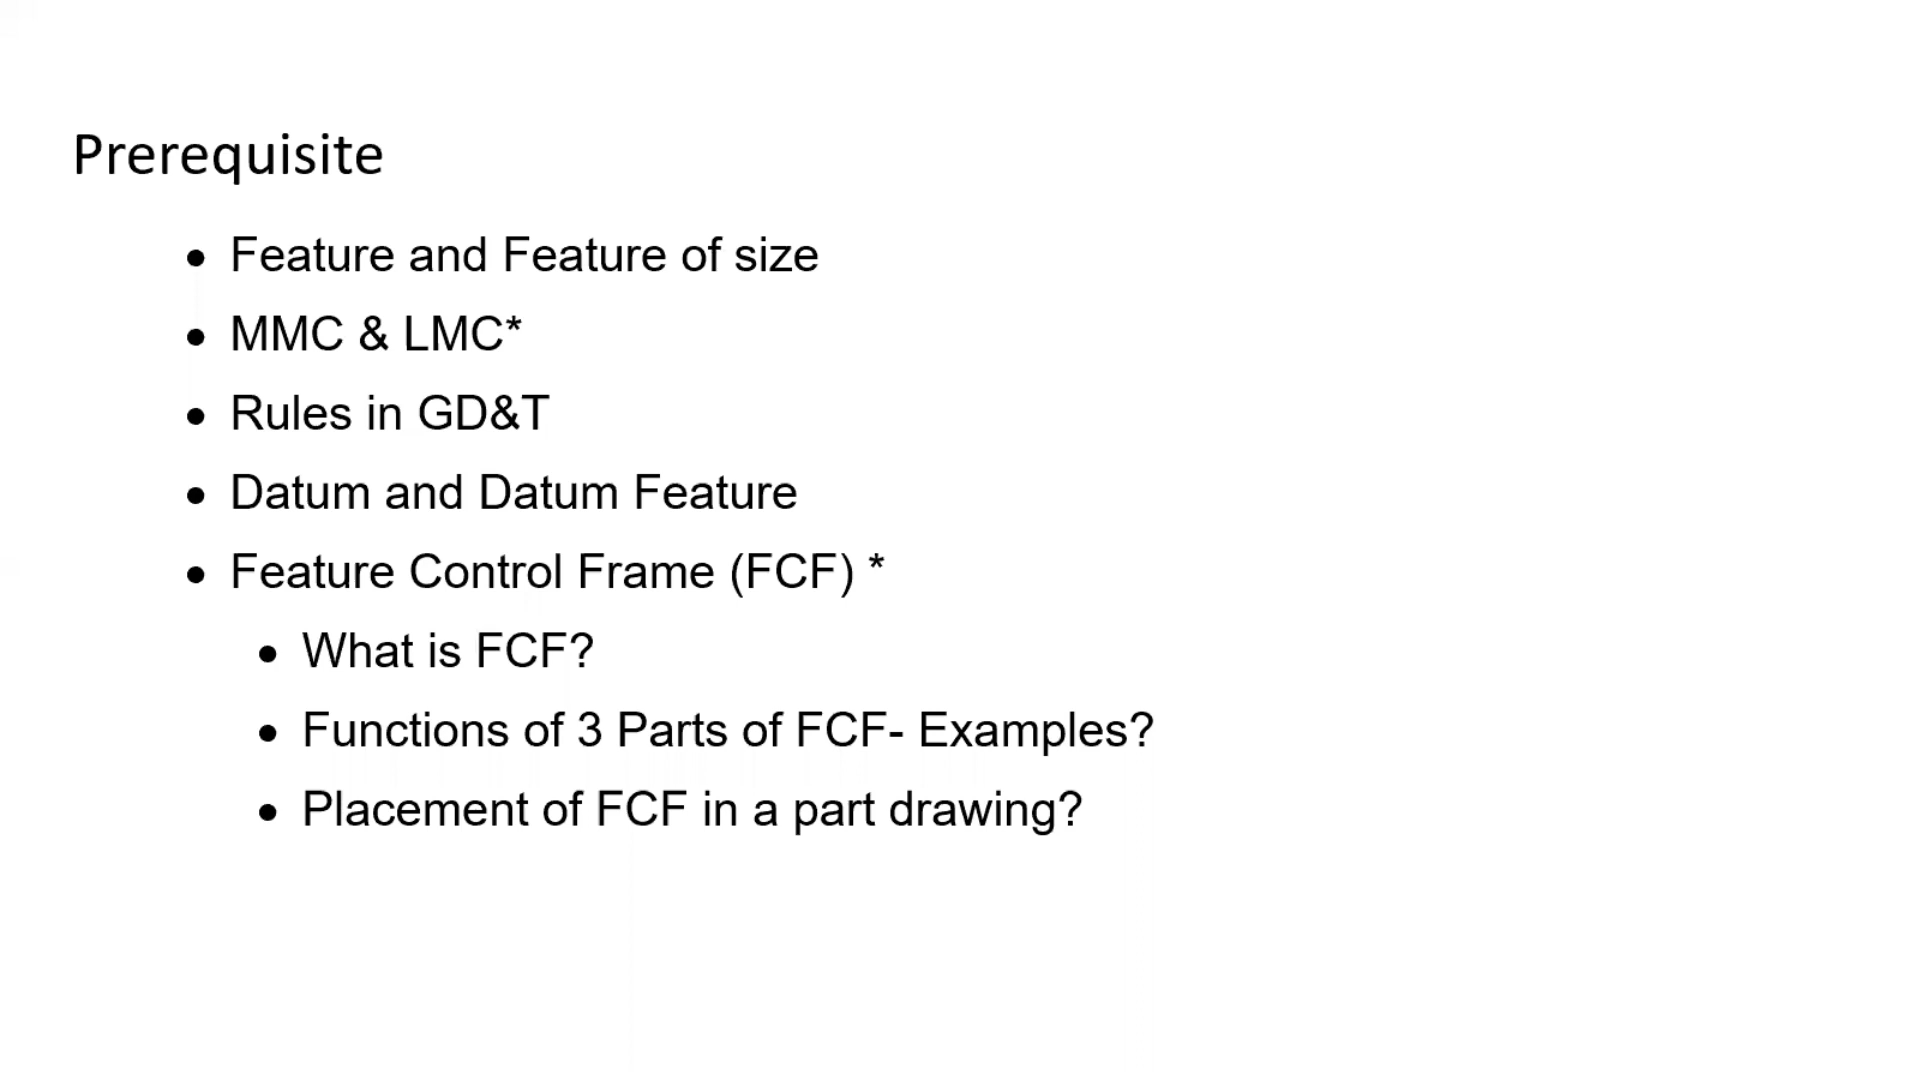 Prerequisite
• Feature and Feature of size
• MMC & LMC*
• Rules in GD&T
• Datum and Datum Feature
• Feature Control Frame (FCF) *
• What is FCF?
• Functions of 3 Parts of FCF- Examples?
• Placement of FCF in a part drawing?